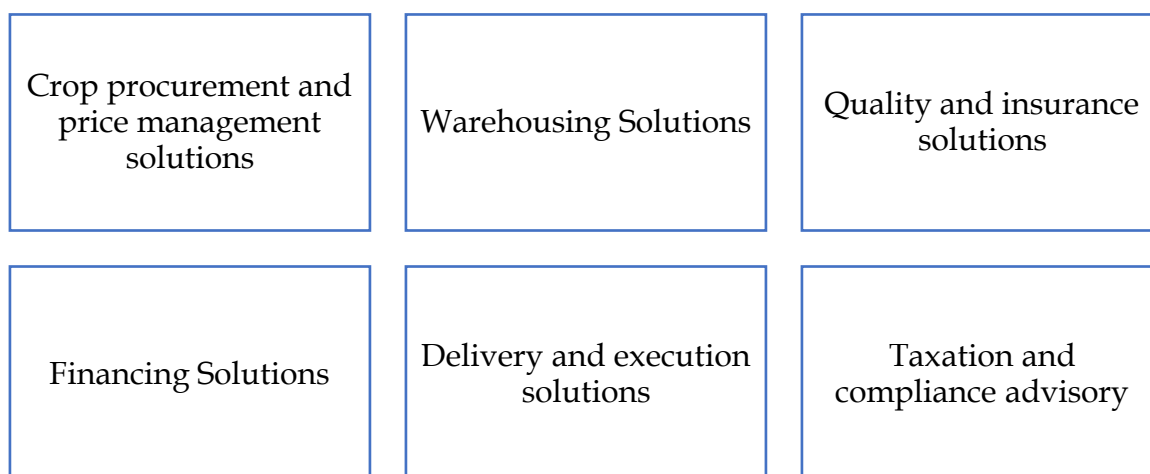 Crop procurement and
price management
solutions
Warehousing Solutions
Quality and insurance
solutions
Financing Solutions
Delivery and execution
solutions
Taxation and
compliance advisory